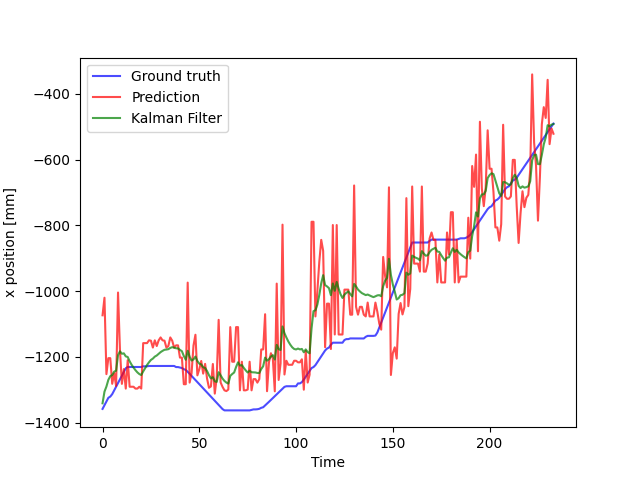 Ground truth
Prediction
Kalman Filter
−400
−600
−800
−1000
−1200
−1400
x position [mm]
0 50 100 150 200
Time